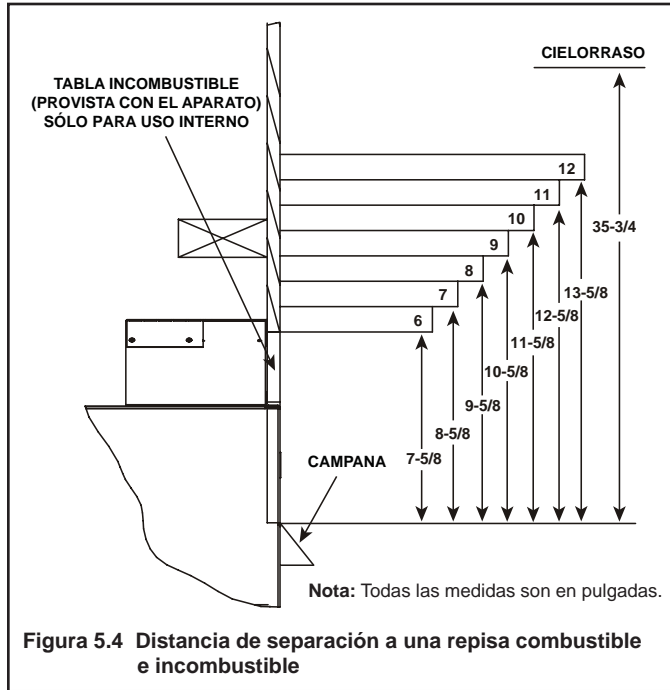 CIELORRASO
TABLA INCOMBUSTIBLE
(PROVISTA CON EL APARATO)
SÓLO PARA USO INTERNO
12
11
10
9
8
7
6
35-3/4
13-5/8
12-5/8
11-5/8
10-5/8
9-5/8
8-5/8
7-5/8
CAMPANA
Nota: Todas las medidas son en pulgadas.
Figura 5.4 Distancia de separación a una repisa combustible
e incombustible